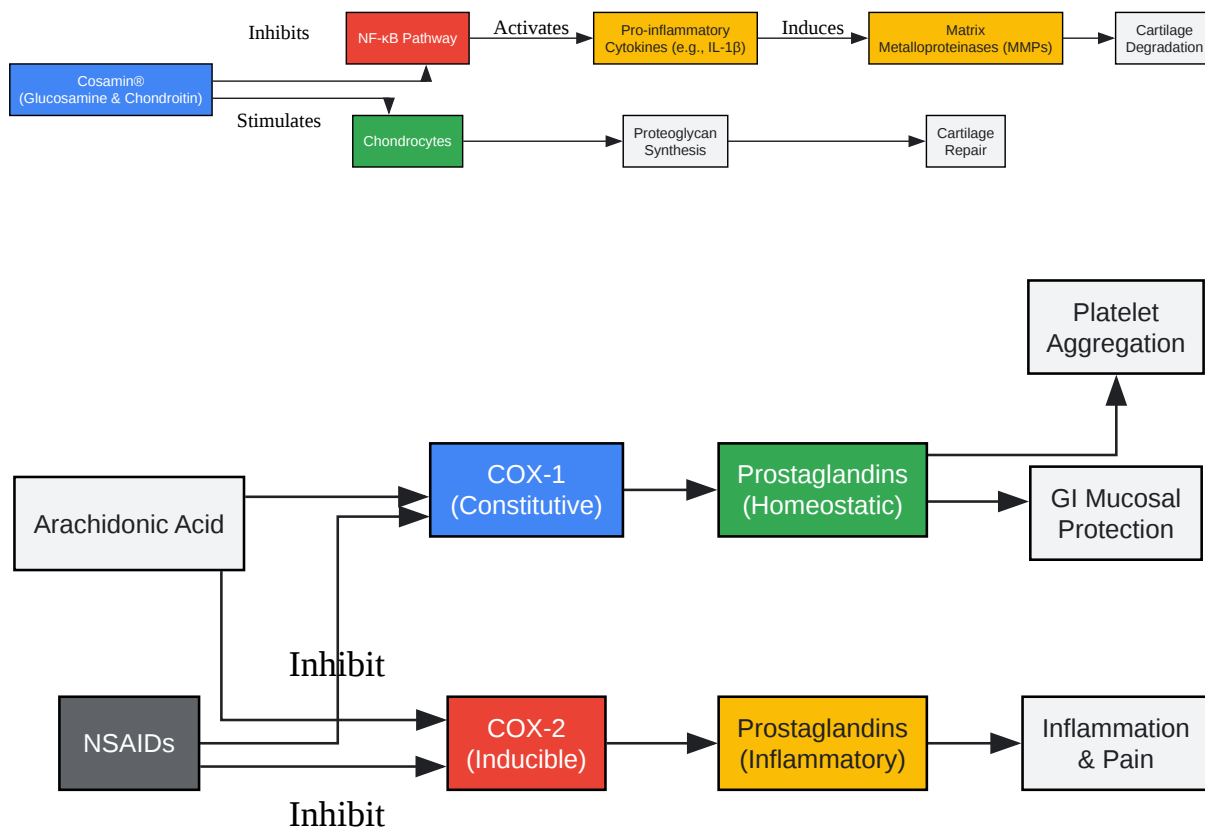 Inhibits
NF-κB Pathway
Activates
Pro-inflammatory
Cytokines (e.g., IL-1β)
Induces
Matrix
Metalloproteinases (MMPs)
Cartilage
Degradation
Cosamin®
(Glucosamine & Chondroitin)
Stimulates
Chondrocytes
Proteoglycan
Synthesis
Cartilage
Repair
Platelet
Aggregation
Arachidonic Acid
COX-1
(Constitutive)
Prostaglandins
(Homeostatic)
GI Mucosal
Protection
Inhibit
NSAIDs
COX-2
(Inducible)
Prostaglandins
(Inflammatory)
Inflammation
& Pain
Inhibit